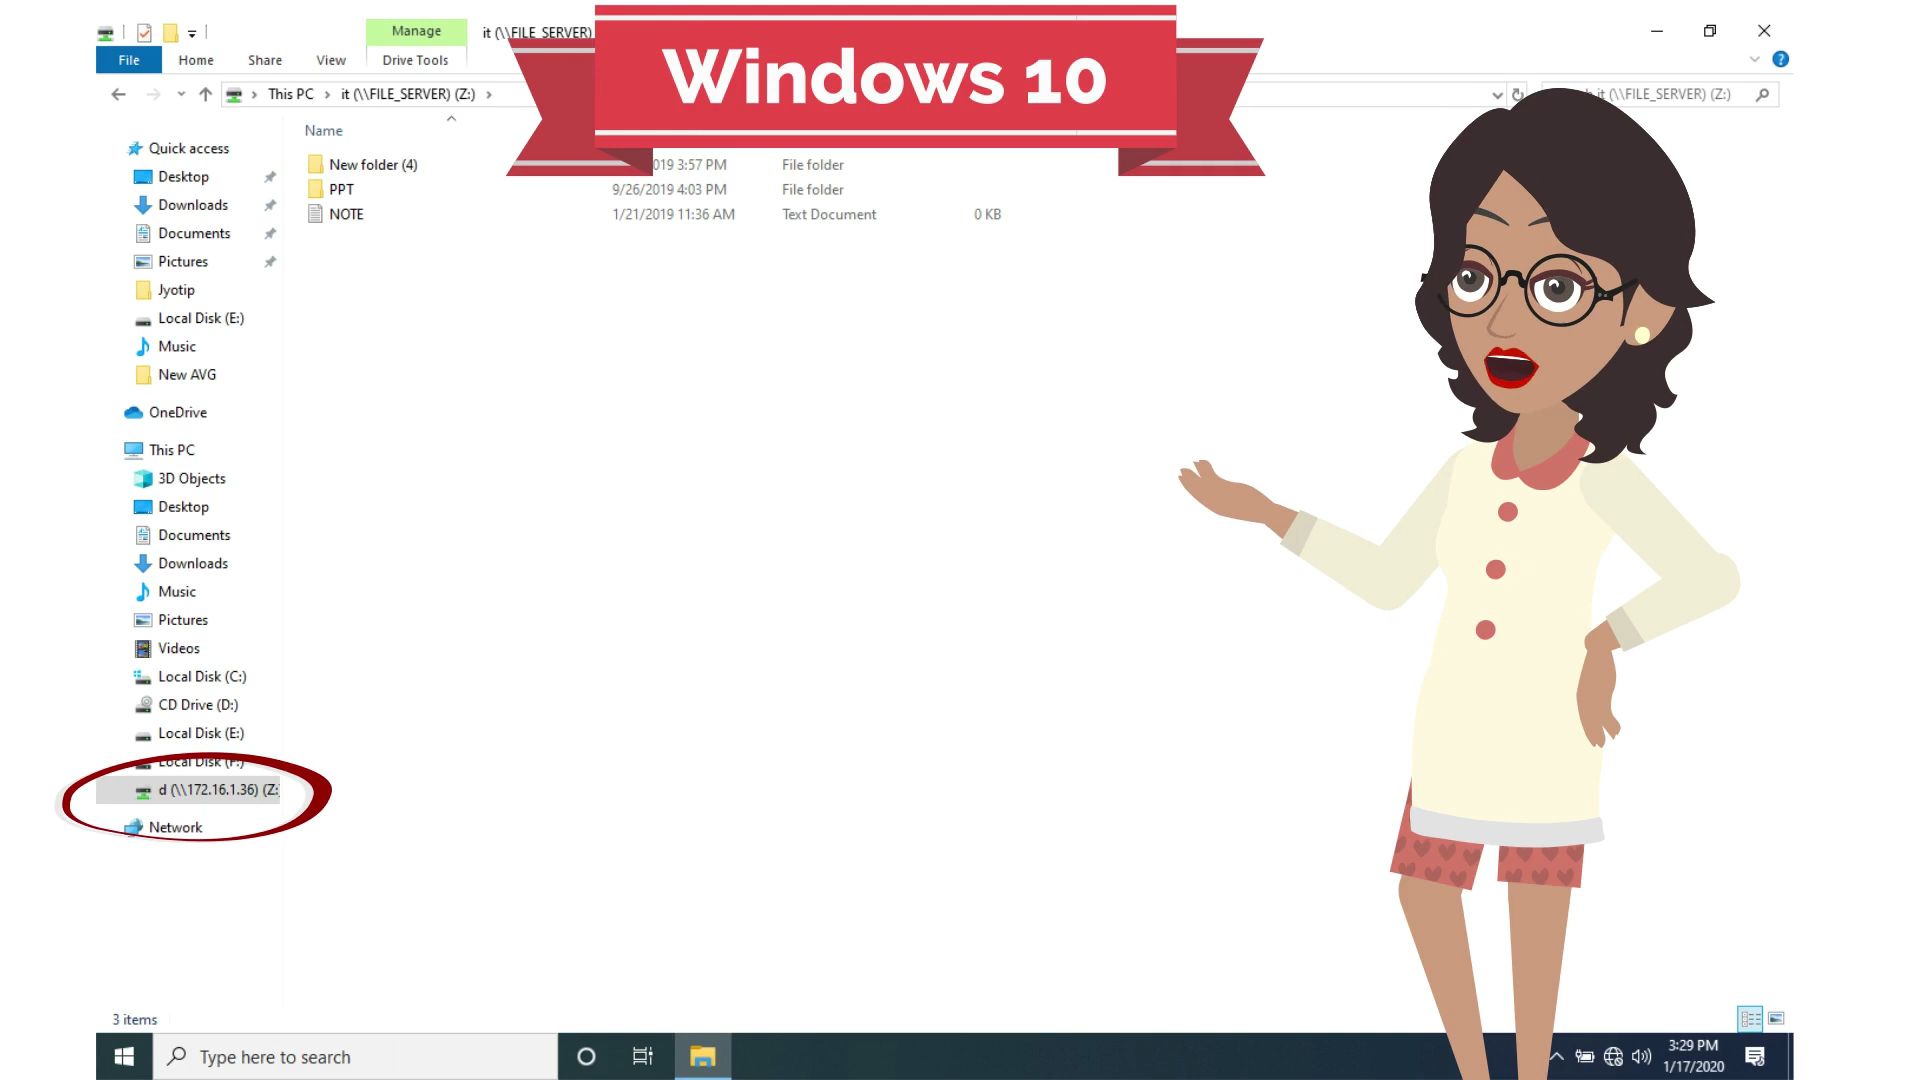 Manage
it (\\FILE_SERVER)
Windows 10
File
Home
Share
View
Drive Tools
This PC
it (\\FILE_SERVER) (Z:)
it (\\FILE_SERVER) (Z:)
Name
Quick access
Desktop
Downloads
Documents
Pictures
Jyotip
Local Disk (E:)
Music
New AVG
OneDrive
This PC
3D Objects
Desktop
Documents
Downloads
Music
Pictures
Videos
Local Disk (C:)
CD Drive (D:)
Local Disk (E:)
Local Disk (F:)
d (\\172.16.1.36) (Z:
Network
New folder (4) 019 3:57 PM File folder
PPT 9/26/2019 4:03 PM File folder
NOTE 1/21/2019 11:36 AM Text Document 0 KB
3 items
Type here to search
3:29 PM
1/17/2020